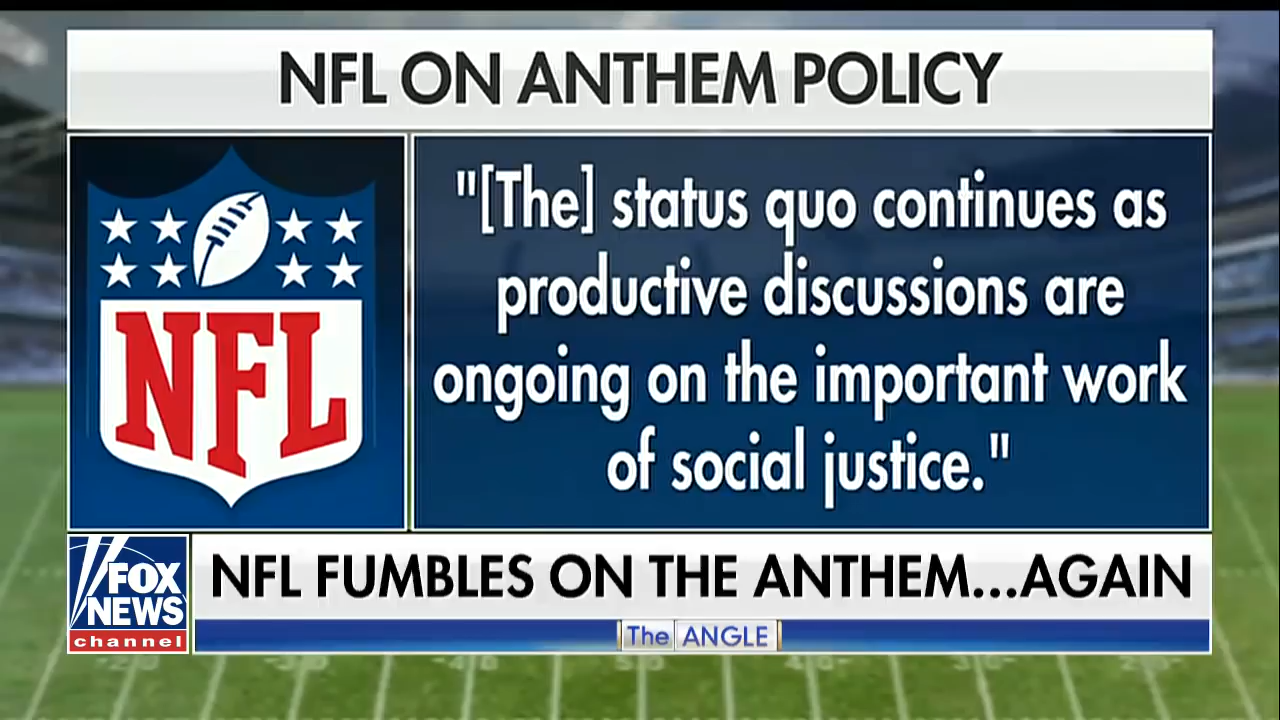 NFL ON ANTHEM POLICY
NFL
"[The] status quo continues as
productive discussions are
ongoing on the important work
of social justice."
FOX
NEWS
channel
NFL FUMBLES ON THE ANTHEM...AGAIN
The ANGLE